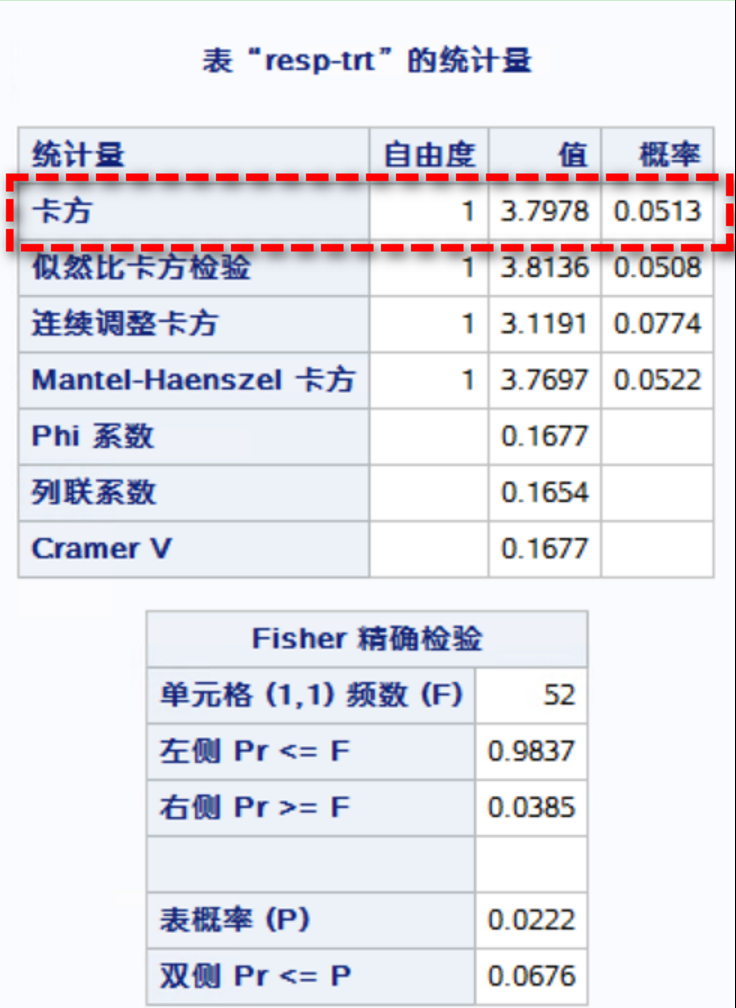 表“resp-trt”的统计量
统计量 自由度 值 概率
卡方 1 3.7978 0.0513
似然比卡方检验 1 3.8136 0.0508
连续调整卡方 1 3.1191 0.0774
Mantel-Haenszel 卡方 1 3.7697 0.0522
Phi 系数 0.1677
列联系数 0.1654
Cramer V 0.1677
Fisher 精确检验
单元格 (1,1) 频数 (F) 52
左侧 Pr <= F 0.9837
右侧 Pr >= F 0.0385
表概率 (P) 0.0222
双侧 Pr <= P 0.0676